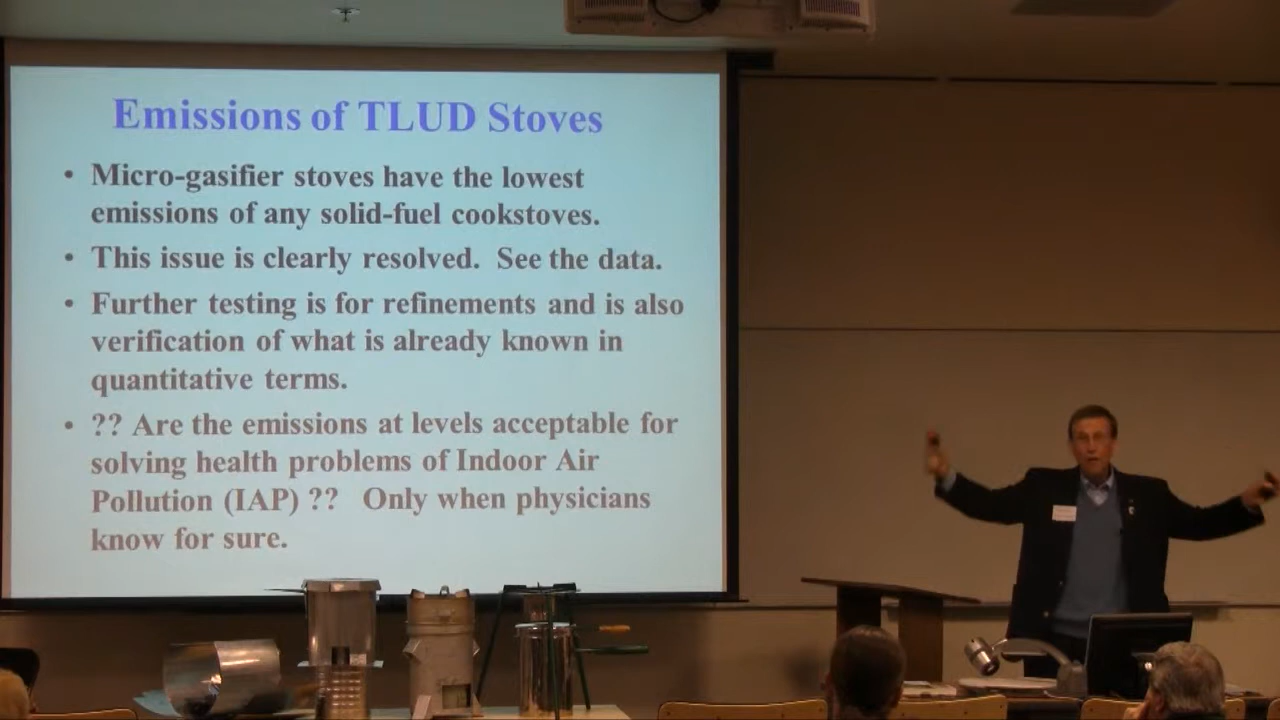 Emissions of TLUD Stoves
• Micro-gasifier stoves have the lowest
emissions of any solid-fuel cookstoves.
• This issue is clearly resolved. See the data.
• Further testing is for refinements and is also
verification of what is already known in
quantitative terms.
• ?? Are the emissions at levels acceptable for
solving health problems of Indoor Air
Pollution (IAP) ?? Only when physicians
know for sure.